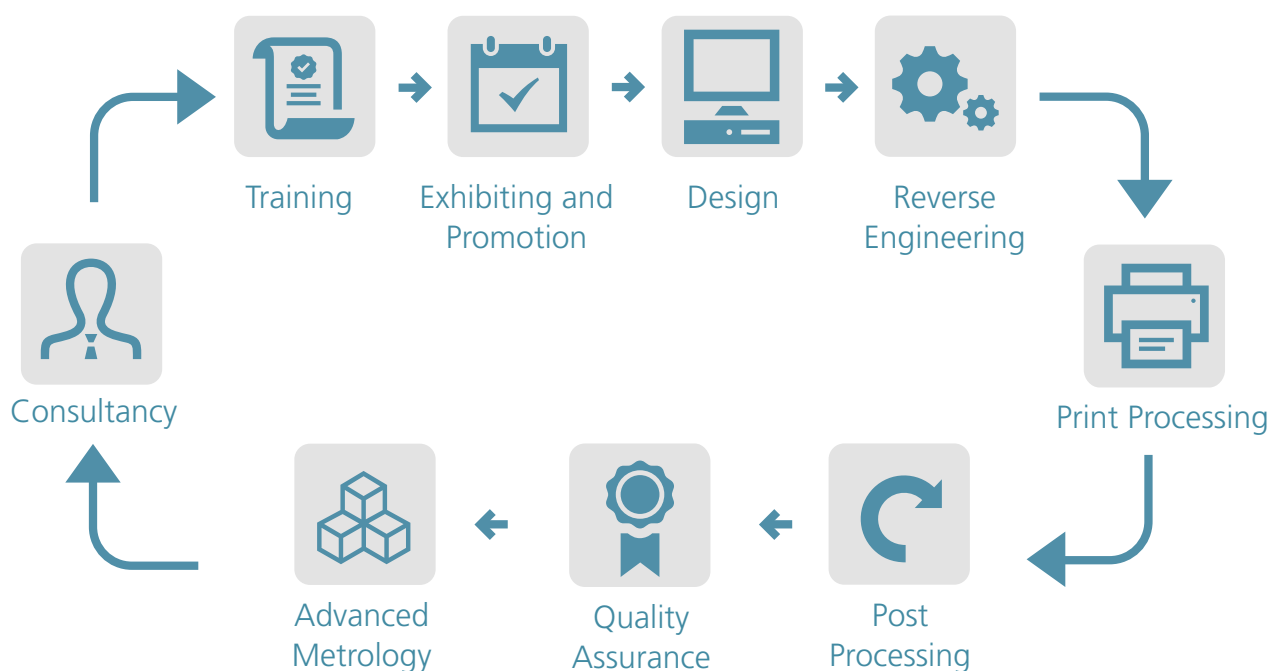 Training
Exhibiting and
Promotion
Design
Reverse
Engineering
Consultancy
Print Processing
Advanced
Metrology
Quality
Assurance
Post
Processing